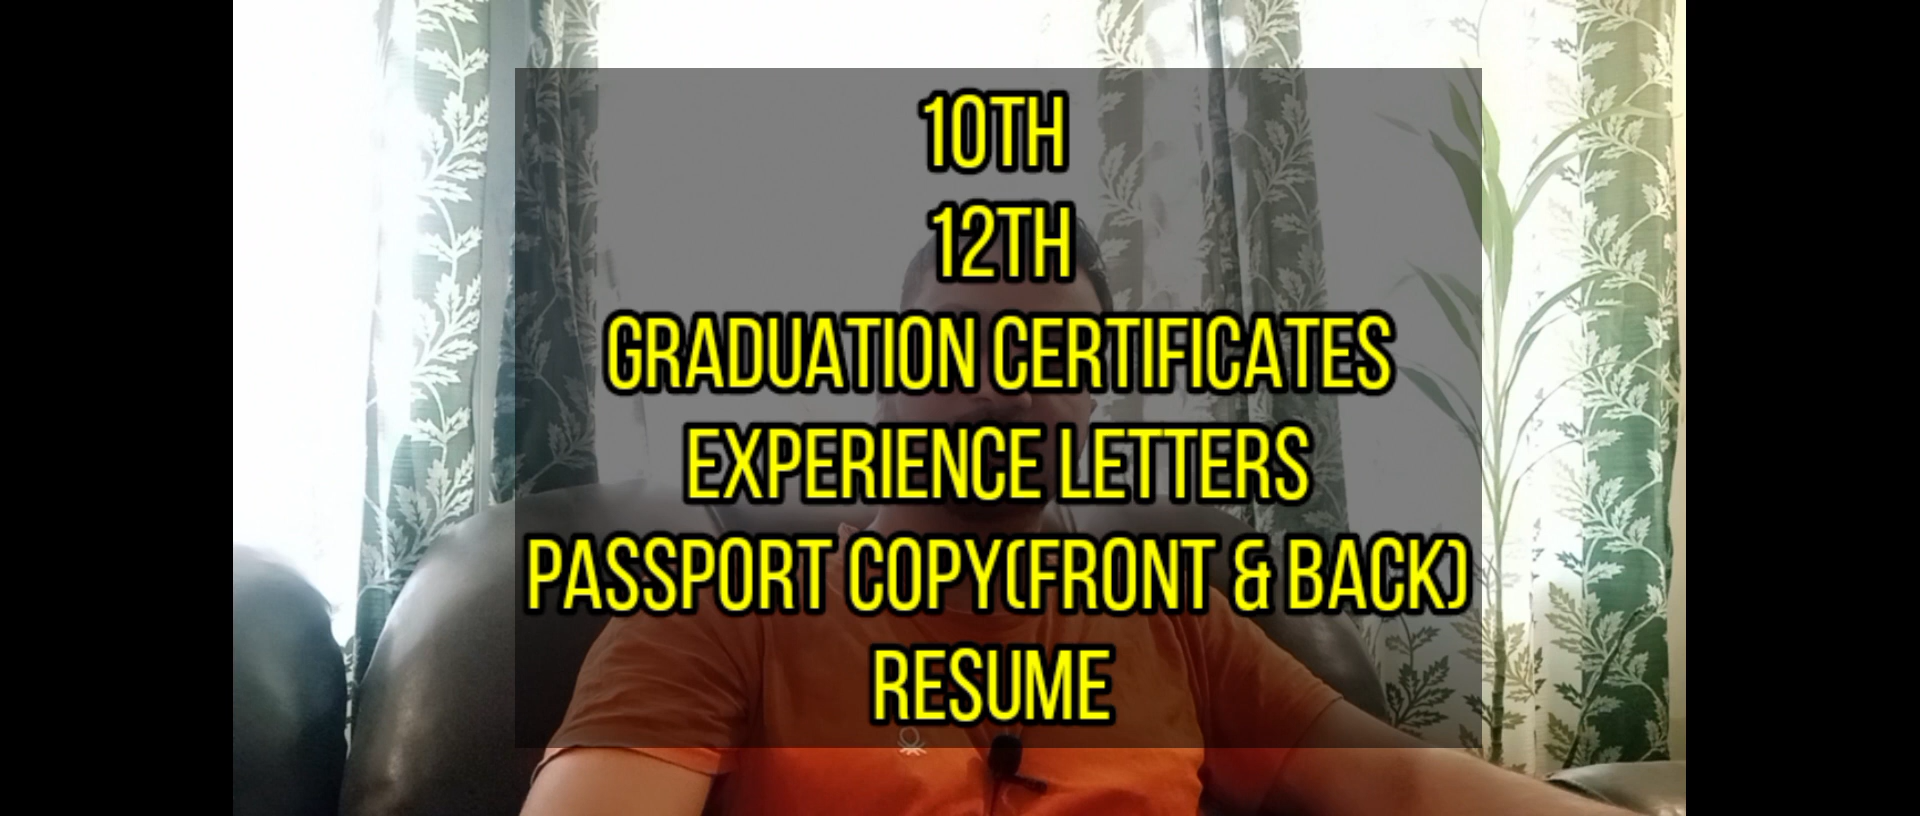 10TH
12TH
GRADUATION CERTIFICATES
EXPERIENCE LETTERS
PASSPORT COPY(FRONT & BACK)
RESUME